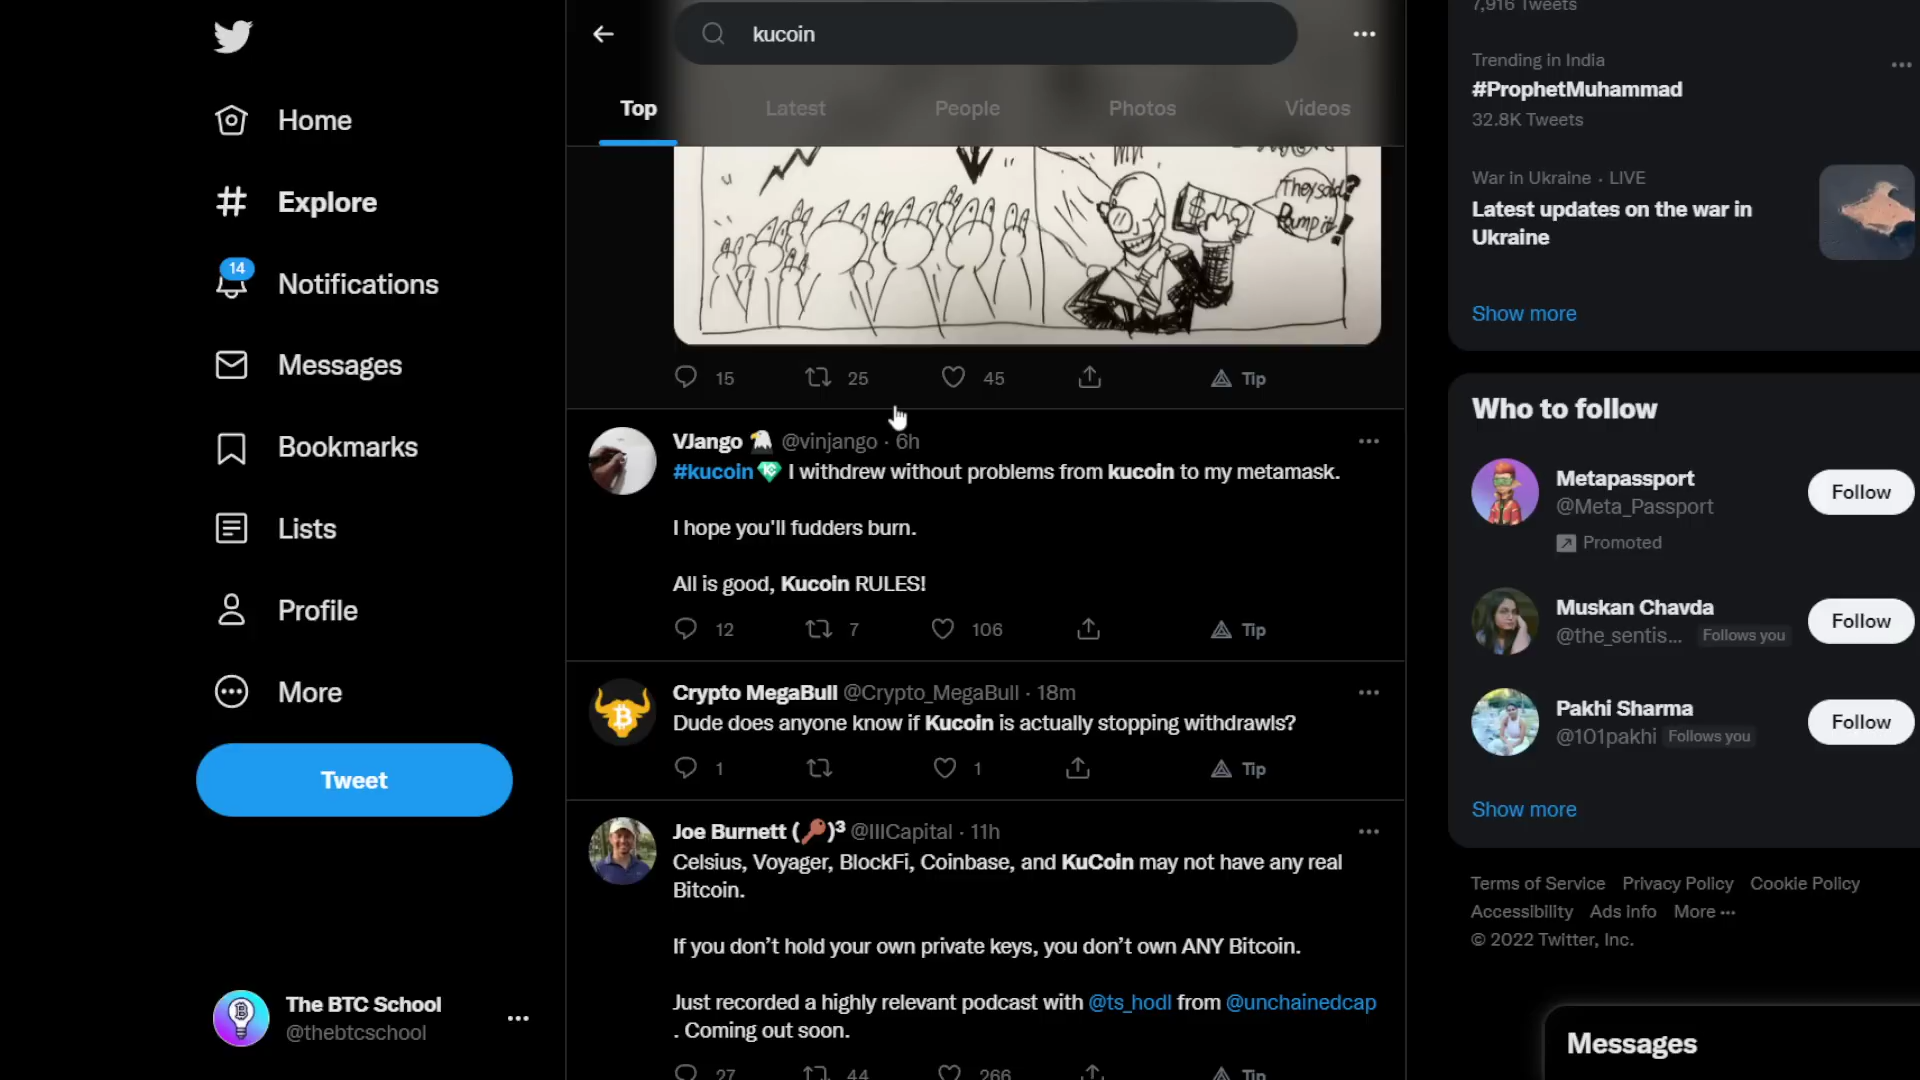 kucoin
Top
Latest
People
Photos
Videos
Home
Explore
14
Notifications
Messages
Bookmarks
Lists
Profile
More
Tweet
The BTC School
@thebtcschool
They sold?
Pump it!
15
25
45
Tip
VJango @vinjango · 6h
#kucoin I withdrew without problems from kucoin to my metamask.
I hope you'll fudders burn.
All is good, Kucoin RULES!
12
7
106
Tip
Crypto MegaBull @Crypto_MegaBull · 18m
Dude does anyone know if Kucoin is actually stopping withdrawls?
1
1
Tip
Joe Burnett (🔑)³ @IIICapital · 11h
Celsius, Voyager, BlockFi, Coinbase, and KuCoin may not have any real
Bitcoin.
If you don’t hold your own private keys, you don’t own ANY Bitcoin.
Just recorded a highly relevant podcast with @ts_hodl from @unchainedcap
. Coming out soon.
27
44
266
Tip
7,916 Tweets
Trending in India
#ProphetMuhammad
32.8K Tweets
War in Ukraine · LIVE
Latest updates on the war in
Ukraine
Show more
Who to follow
Metapassport
@Meta_Passport
Promoted
Follow
Muskan Chavda
@the_sentis... Follows you
Follow
Pakhi Sharma
@101pakhi Follows you
Follow
Show more
Terms of Service Privacy Policy Cookie Policy
Accessibility Ads info More ···
© 2022 Twitter, Inc.
Messages